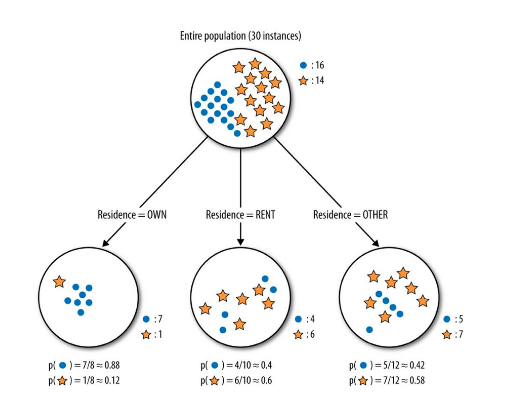 Entire population (30 instances)
: 16
: 14
Residence = OWN
Residence = RENT
Residence = OTHER
: 7
: 1
: 4
: 6
: 5
: 7
p( ) = 7/8 ≈ 0.88
p( ) = 1/8 ≈ 0.12
p( ) = 4/10 ≈ 0.4
p( ) = 6/10 ≈ 0.6
p( ) = 5/12 ≈ 0.42
p( ) = 7/12 ≈ 0.58